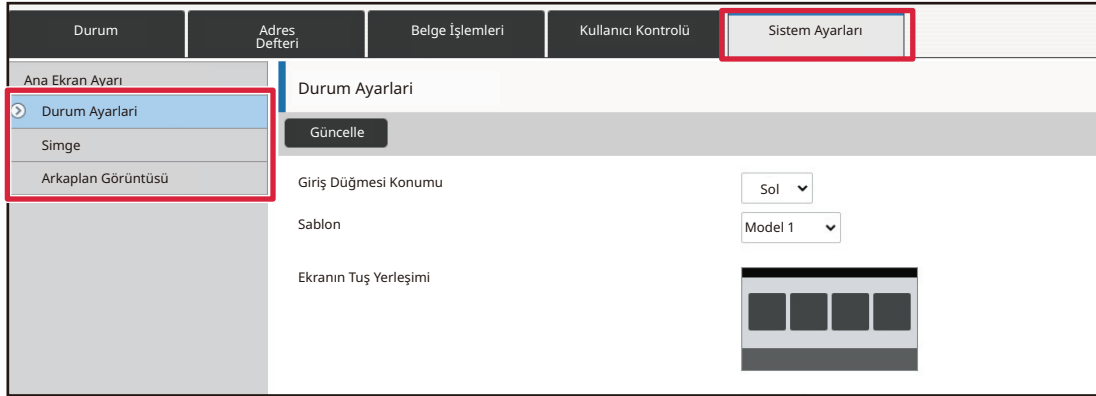 Durum
Adres
Defteri
Belge İşlemleri
Kullanıcı Kontrolü
Sistem Ayarları
Ana Ekran Ayarı
Durum Ayarlari
Simge
Arkaplan Görüntüsü
Durum Ayarlari
Güncelle
Giriş Düğmesi Konumu
Sol
Sablon
Model 1
Ekranın Tuş Yerleşimi